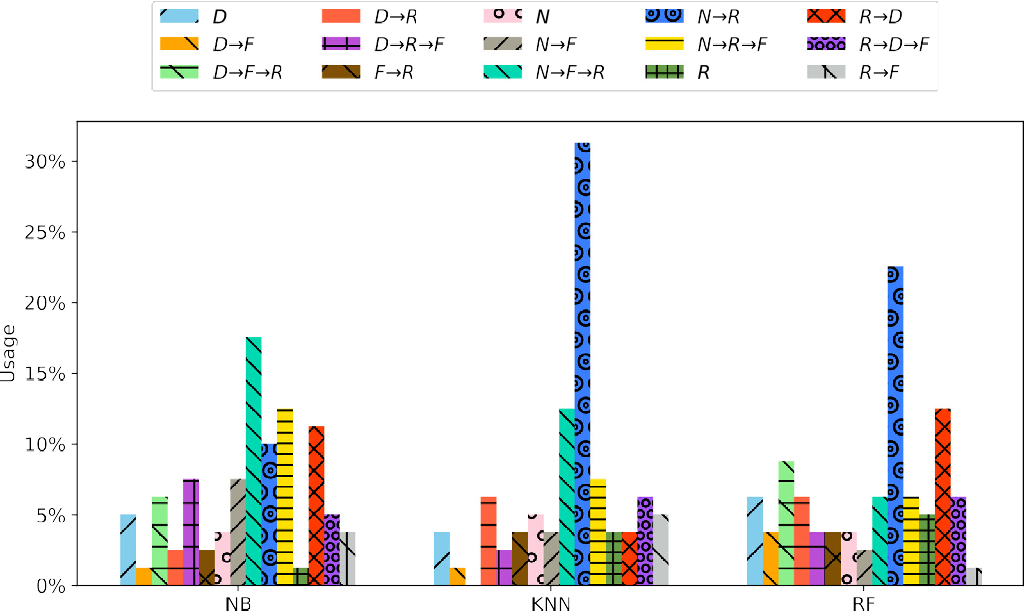 D D→R N N→R R→D
D→F D→R→F N→F N→R→F R→D→F
D→F→R F→R N→F→R R R→F
30%
25%
20%
15%
10%
5%
0%
Usage
NB KNN RF